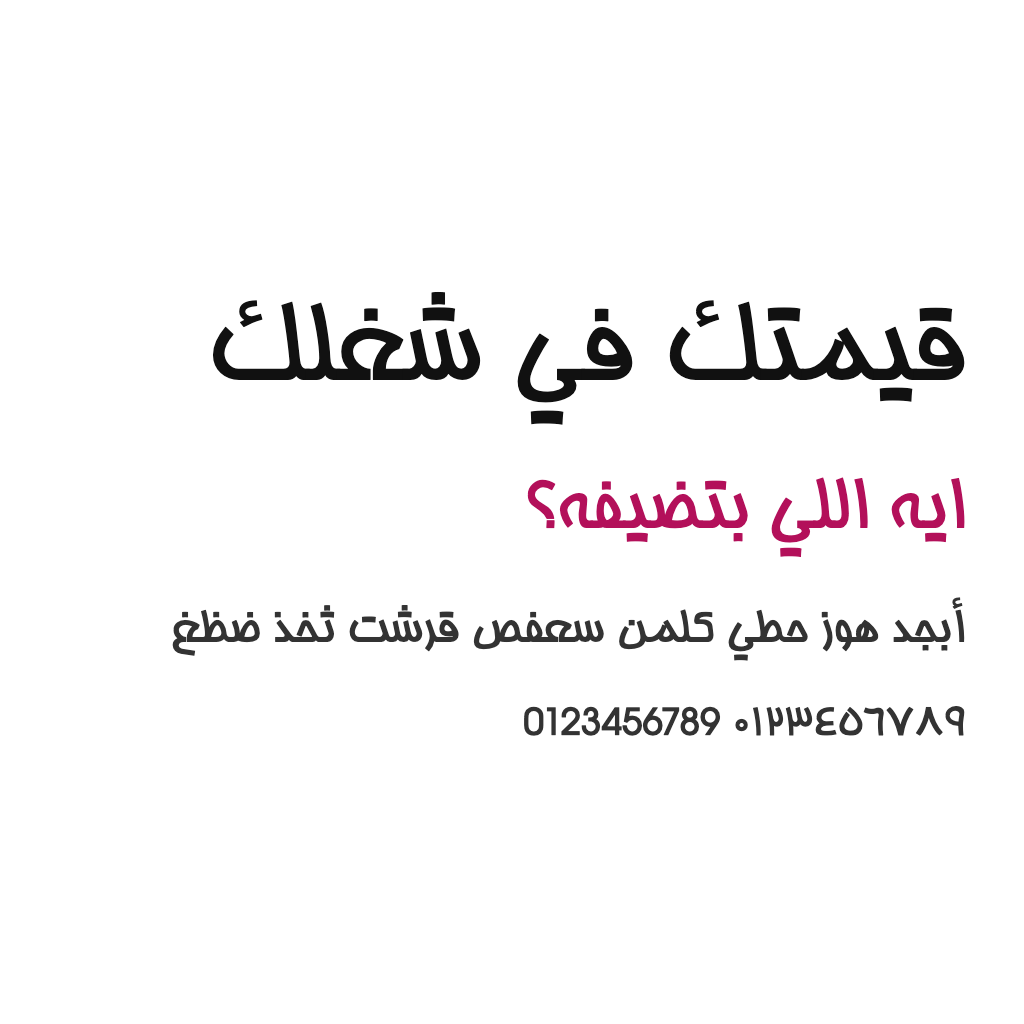 قيمتك في شغلك
ايه اللي بتضيفه؟
أبجد هوز حطي كلمن سعفص قرشت ثخذ ضظغ
0123456789 ٠١٢٣٤٥٦٧٨٩